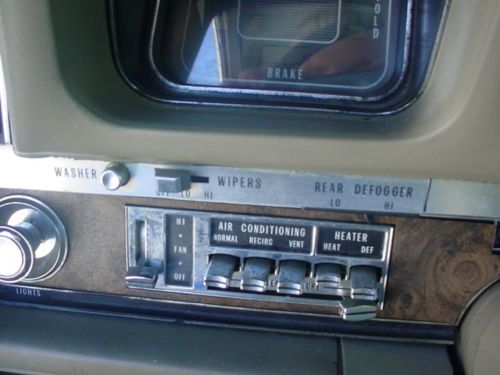 COLD
BRAKE
WASHER
OFF LO HI
WIPERS
REAR DEFOGGER
LO HI
HI
FAN
OFF
AIR CONDITIONING
NORMAL RECIRC VENT
HEATER
HEAT DEF
LIGHTS